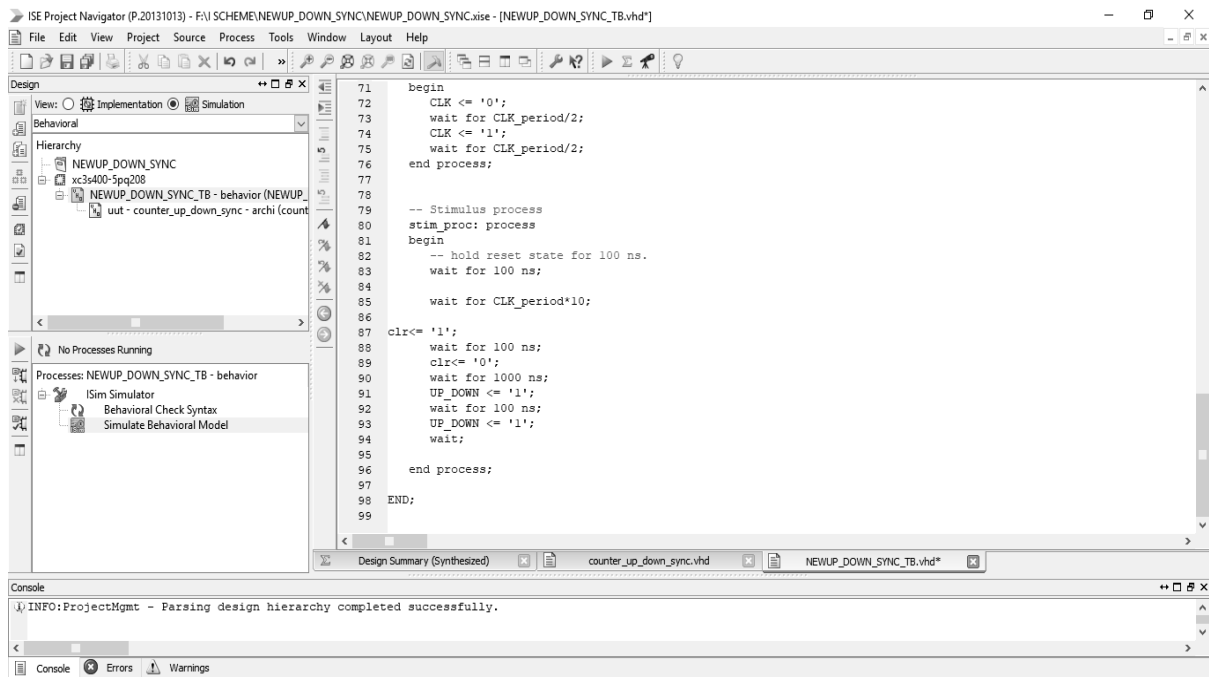 ISE Project Navigator (P.20131013) - F:\I SCHEME\NEWUP_DOWN_SYNC\NEWUP_DOWN_SYNC.xise - [NEWUP_DOWN_SYNC_TB.vhd*]
File Edit View Project Source Process Tools Window Layout Help
Design
View: Implementation Simulation
Behavioral
Hierarchy
NEWUP_DOWN_SYNC
xc3s400-5pq208
NEWUP_DOWN_SYNC_TB - behavior (NEWUP_
uut - counter_up_down_sync - archi (count
No Processes Running
Processes: NEWUP_DOWN_SYNC_TB - behavior
ISim Simulator
Behavioral Check Syntax
Simulate Behavioral Model
71 begin
72 CLK <= '0';
73 wait for CLK_period/2;
74 CLK <= '1';
75 wait for CLK_period/2;
76 end process;
77
78
79 -- Stimulus process
80 stim_proc: process
81 begin
82 -- hold reset state for 100 ns.
83 wait for 100 ns;
84
85 wait for CLK_period*10;
86
87 clr<= '1';
88 wait for 100 ns;
89 clr<= '0';
90 wait for 1000 ns;
91 UP_DOWN <= '1';
92 wait for 100 ns;
93 UP_DOWN <= '1';
94 wait;
95
96 end process;
97
98 END;
99
Design Summary (Synthesized) counter_up_down_sync.vhd NEWUP_DOWN_SYNC_TB.vhd*
Console
INFO:ProjectMgmt - Parsing design hierarchy completed successfully.
Console Errors Warnings